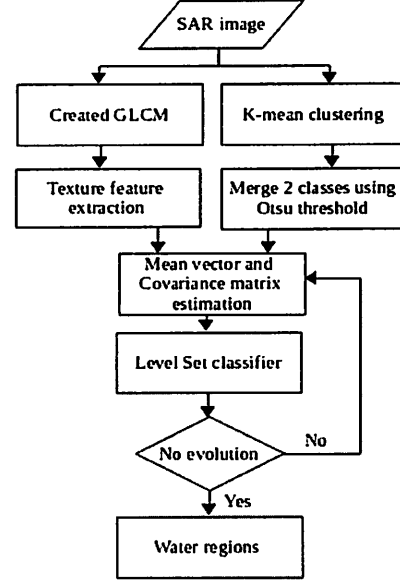 SAR image
Created GLCM
K-mean clustering
Texture feature
extraction
Merge 2 classes using
Otsu threshold
Mean vector and
Covariance matrix
estimation
Level Set classifier
No evolution
No
Yes
Water regions